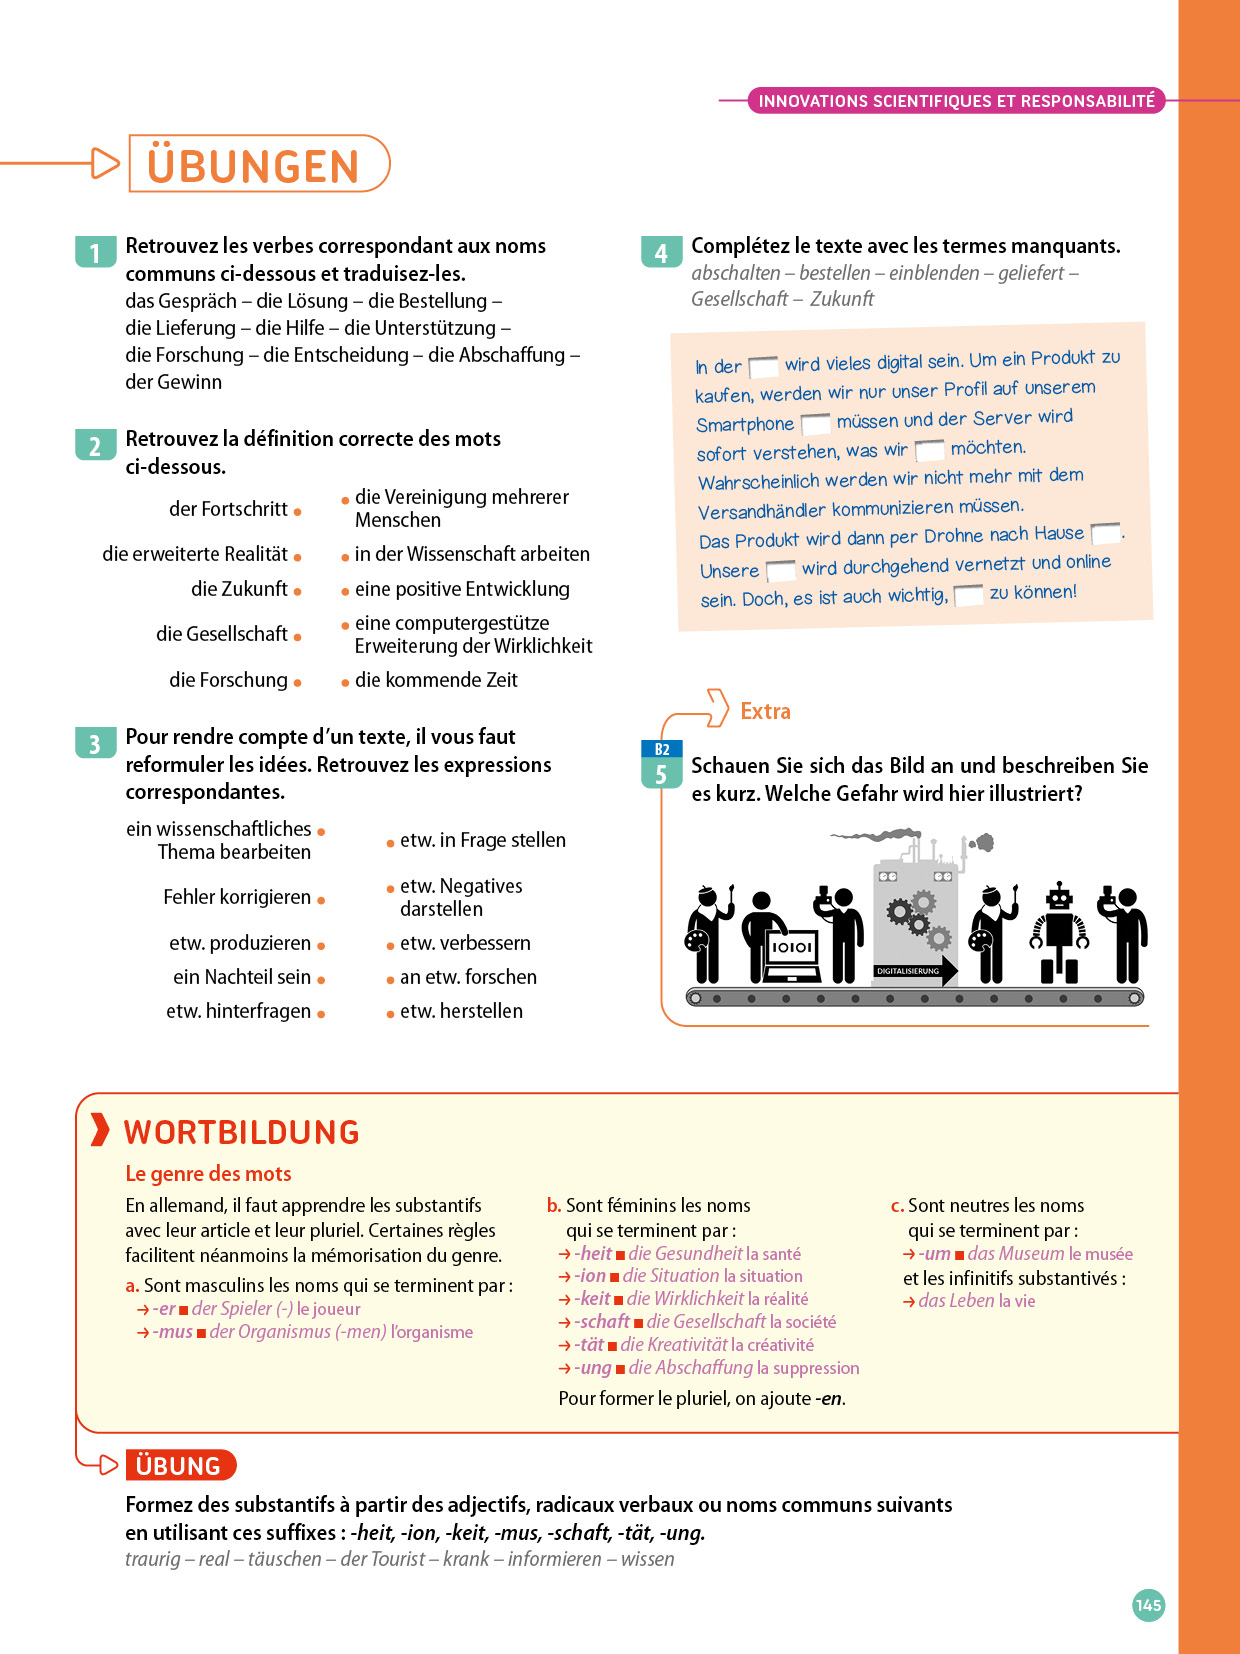 INNOVATIONS SCIENTIFIQUES ET RESPONSABILITÉ
ÜBUNGEN
1
Retrouvez les verbes correspondant aux noms
communs ci-dessous et traduisez-les.
das Gespräch – die Lösung – die Bestellung –
die Lieferung – die Hilfe – die Unterstützung –
die Forschung – die Entscheidung – die Abschaffung –
der Gewinn
2
Retrouvez la définition correcte des mots
ci-dessous.
der Fortschritt •
• die Vereinigung mehrerer
Menschen
die erweiterte Realität •
• in der Wissenschaft arbeiten
die Zukunft •
• eine positive Entwicklung
die Gesellschaft •
• eine computergestütze
Erweiterung der Wirklichkeit
die Forschung •
• die kommende Zeit
3
Pour rendre compte d’un texte, il vous faut
reformuler les idées. Retrouvez les expressions
correspondantes.
ein wissenschaftliches •
Thema bearbeiten
• etw. in Frage stellen
Fehler korrigieren •
• etw. Negatives
darstellen
etw. produzieren •
• etw. verbessern
ein Nachteil sein •
• an etw. forschen
etw. hinterfragen •
• etw. herstellen
4
Complétez le texte avec les termes manquants.
abschalten – bestellen – einblenden – geliefert –
Gesellschaft – Zukunft
In der wird vieles digital sein. Um ein Produkt zu
kaufen, werden wir nur unser Profil auf unserem
Smartphone müssen und der Server wird
sofort verstehen, was wir möchten.
Wahrscheinlich werden wir nicht mehr mit dem
Versandhändler kommunizieren müssen.
Das Produkt wird dann per Drohne nach Hause .
Unsere wird durchgehend vernetzt und online
sein. Doch, es ist auch wichtig, zu können!
Extra
B2
5
Schauen Sie sich das Bild an und beschreiben Sie
es kurz. Welche Gefahr wird hier illustriert?
IOIOI
DIGITALISIERUNG
WORTBILDUNG
Le genre des mots
En allemand, il faut apprendre les substantifs
avec leur article et leur pluriel. Certaines règles
facilitent néanmoins la mémorisation du genre.
a. Sont masculins les noms qui se terminent par :
→ -er ■ der Spieler (-) le joueur
→ -mus ■ der Organismus (-men) l’organisme
b. Sont féminins les noms
qui se terminent par :
→ -heit ■ die Gesundheit la santé
→ -ion ■ die Situation la situation
→ -keit ■ die Wirklichkeit la réalité
→ -schaft ■ die Gesellschaft la société
→ -tät ■ die Kreativität la créativité
→ -ung ■ die Abschaffung la suppression
Pour former le pluriel, on ajoute -en.
c. Sont neutres les noms
qui se terminent par :
→ -um ■ das Museum le musée
et les infinitifs substantivés :
→ das Leben la vie
ÜBUNG
Formez des substantifs à partir des adjectifs, radicaux verbaux ou noms communs suivants
en utilisant ces suffixes : -heit, -ion, -keit, -mus, -schaft, -tät, -ung.
traurig – real – täuschen – der Tourist – krank – informieren – wissen
145